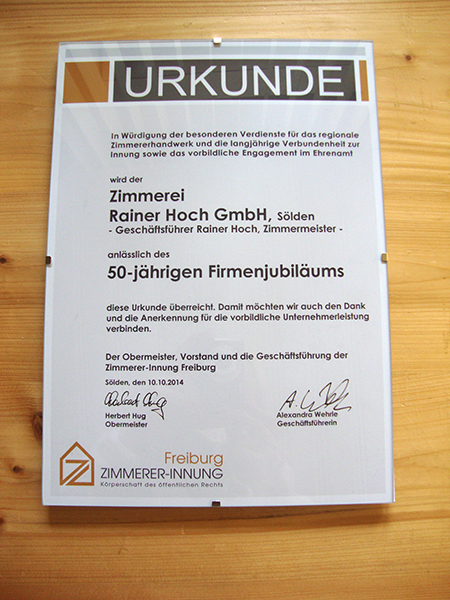 URKUNDE
In Würdigung der besonderen Verdienste für das regionale
Zimmererhandwerk und die langjährige Verbundenheit zur
Innung sowie das vorbildliche Engagement im Ehrenamt
wird der
Zimmerei
Rainer Hoch GmbH, Sölden
- Geschäftsführer Rainer Hoch, Zimmermeister -
anlässlich des
50-jährigen Firmenjubiläums
diese Urkunde überreicht. Damit möchten wir auch den Dank
und die Anerkennung für die vorbildliche Unternehmerleistung
verbinden.
Der Obermeister, Vorstand und die Geschäftsführung der
Zimmerer-Innung Freiburg
Sölden, den 10.10.2014
Herbert Hug
Obermeister
Alexandra Wehrle
Geschäftsführerin
Freiburg
ZIMMERER-INNUNG
Körperschaft des öffentlichen Rechts